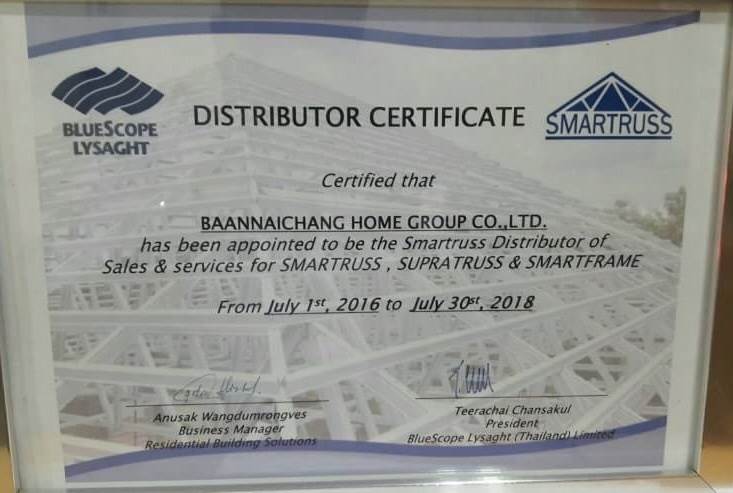 BLUESCOPE
LYSAGHT
DISTRIBUTOR CERTIFICATE
SMARTRUSS
Certified that
BAANNAICHANG HOME GROUP CO.,LTD.
has been appointed to be the Smartruss Distributor of
Sales & services for SMARTRUSS , SUPRATRUSS & SMARTFRAME
From July 1st, 2016 to July 30st, 2018
Anusak Wangdumrongves
Business Manager
Residential Building Solutions
Teerachai Chansakul
President
BlueScope Lysaght (Thailand) Limited